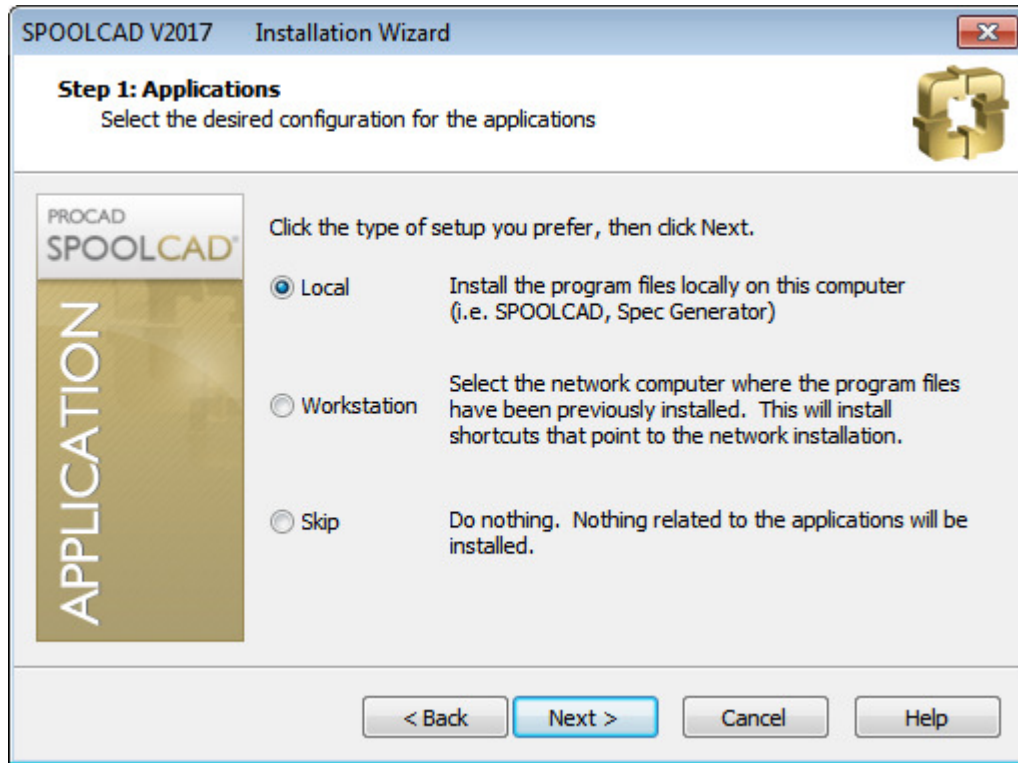 SPOOLCAD V2017 Installation Wizard
Step 1: Applications
Select the desired configuration for the applications
PROCAD
SPOOLCAD®
APPLICATION
Click the type of setup you prefer, then click Next.
Local
Install the program files locally on this computer
(i.e. SPOOLCAD, Spec Generator)
Workstation
Select the network computer where the program files
have been previously installed. This will install
shortcuts that point to the network installation.
Skip
Do nothing. Nothing related to the applications will be
installed.
< Back
Next >
Cancel
Help